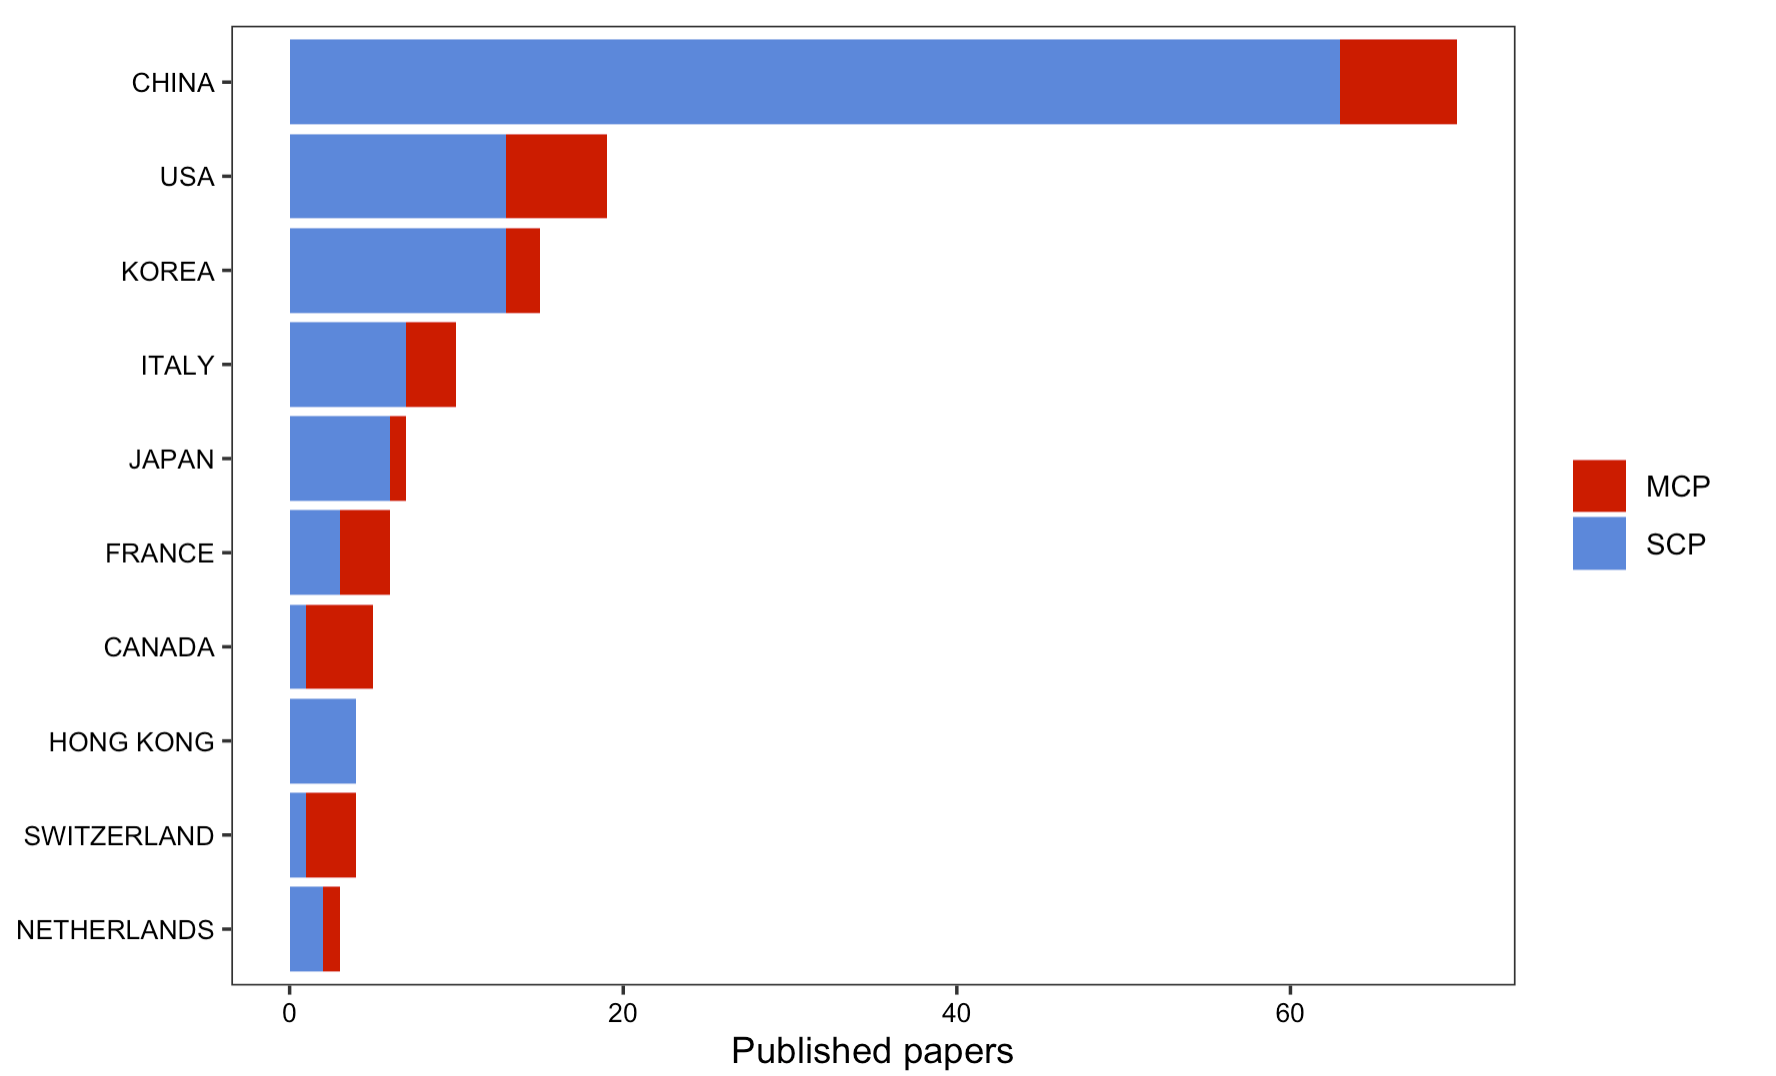 CHINA
USA
KOREA
ITALY
JAPAN
FRANCE
CANADA
HONG KONG
SWITZERLAND
NETHERLANDS
0 20 40 60
Published papers
MCP
SCP